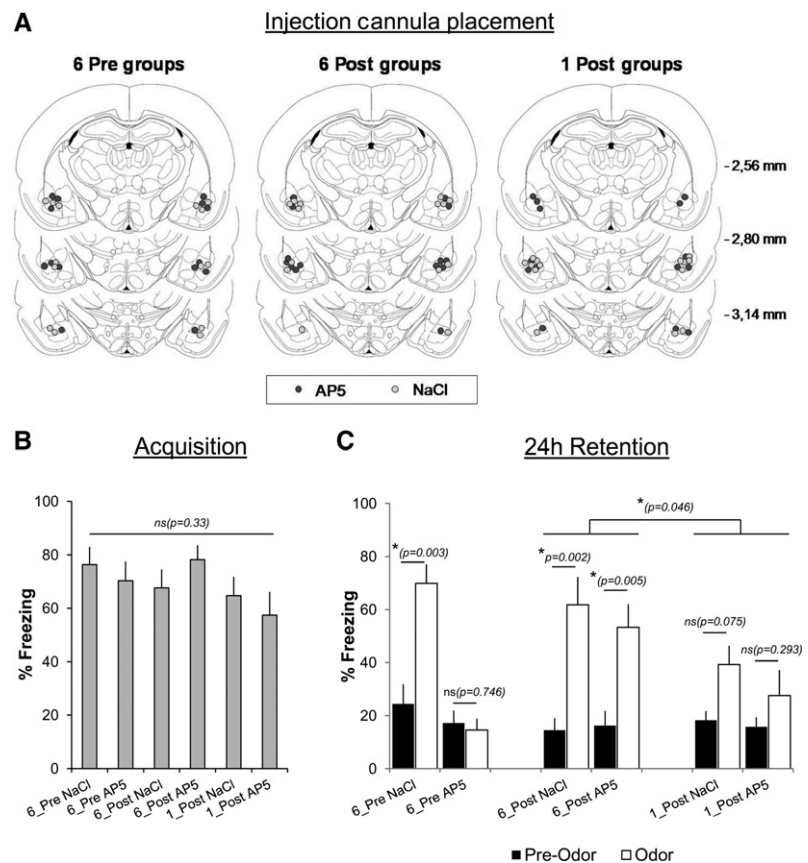 A
Injection cannula placement
6 Pre groups
6 Post groups
1 Post groups
- 2,56 mm
- 2,80 mm
- 3,14 mm
AP5
NaCl
B
Acquisition
% Freezing
100
80
60
40
20
0
ns(p=0.33)
6_Pre NaCl
6_Pre AP5
6_Post NaCl
6_Post AP5
1_Post NaCl
1_Post AP5
C
24h Retention
% Freezing
100
80
60
40
20
0
*(p=0.003)
ns(p=0.746)
*(p=0.002)
*(p=0.005)
*(p=0.046)
ns(p=0.075)
ns(p=0.293)
6_Pre NaCl
6_Pre AP5
6_Post NaCl
6_Post AP5
1_Post NaCl
1_Post AP5
Pre-Odor
Odor